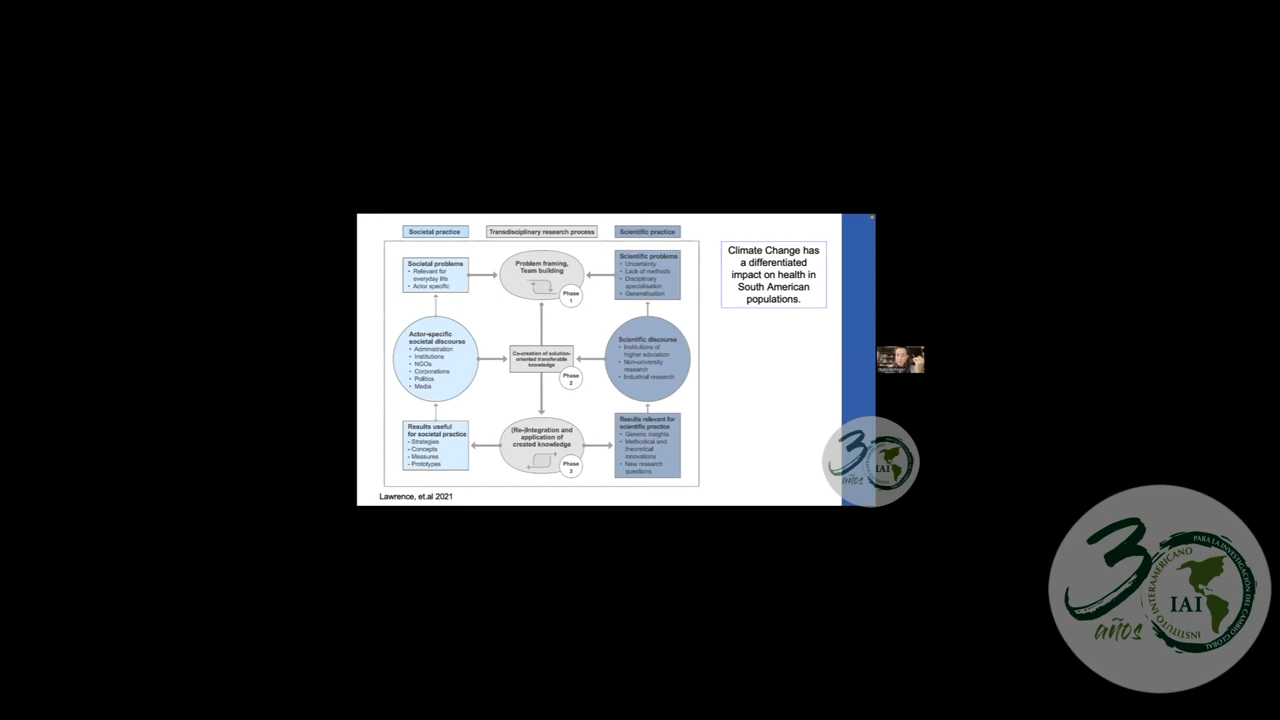 Societal practice
Transdisciplinary research process
Scientific practice
Societal problems
• Relevant for
everyday life
• Actor specific
Problem framing,
Team building
Phase
1
Scientific problems
• Uncertainty
• Lack of methods
• Disciplinary
specialisation
• Generalisation
Actor-specific
societal discourse
• Administration
• Institutions
• NGOs
• Corporations
• Politics
• Media
Co-creation of solution-
oriented transferable
knowledge
Phase
2
Scientific discourse
• Institutions of
higher education
• Non-university
research
• Industrial research
Results useful
for societal practice
- Strategies
- Concepts
- Measures
- Prototypes
(Re-)Integration and
application of
created knowledge
Phase
3
Results relevant for
scientific practice
• Generic insights
• Methodical and
theoretical
innovations
• New research
questions
Lawrence, et.al 2021
Climate Change has
a differentiated
impact on health in
South American
populations.
30
años
IAI
30
años
IAI
INSTITUTO INTERAMERICANO
PARA LA INVESTIGACIÓN DEL CAMBIO GLOBAL